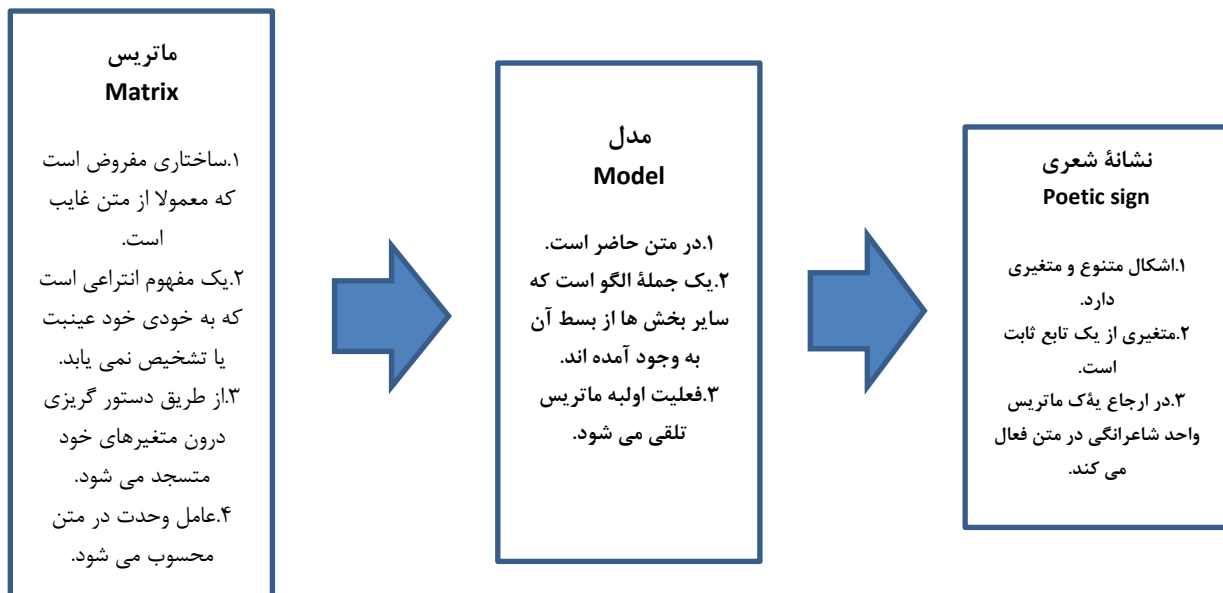 ماتریس
Matrix
۱.ساختاری مفروض است
که معمولا از متن غایب
است.
۲.یک مفهوم انتراعی است
که به خودی خود عینبت
یا تشخیص نمی یابد.
۳.از طریق دستور گریزی
درون متغیرهای خود
متسجد می شود.
۴.عامل وحدت در متن
محسوب می شود.
مدل
Model
۱.در متن حاضر است.
۲.یک جملهٔ الگو است که
سایر بخش ها از بسط آن
به وجود آمده اند.
۳.فعلیت اولبه ماتریس
تلقی می شود.
نشانهٔ شعری
Poetic sign
۱.اشکال متنوع و متغیری
دارد.
۲.متغیری از یک تابع ثابت
است.
۳.در ارجاع یهٔک ماتریس
واحد شاعرانگی در متن فعال
می کند.